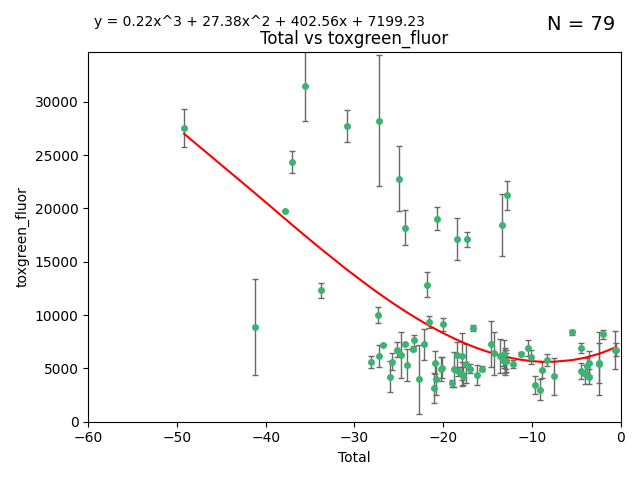 y = 0.22x^3 + 27.38x^2 + 402.56x + 7199.23
N = 79
Total vs toxgreen_fluor
toxgreen_fluor
30000
25000
20000
15000
10000
5000
0
−60
−50
−40
−30
−20
−10
0
Total